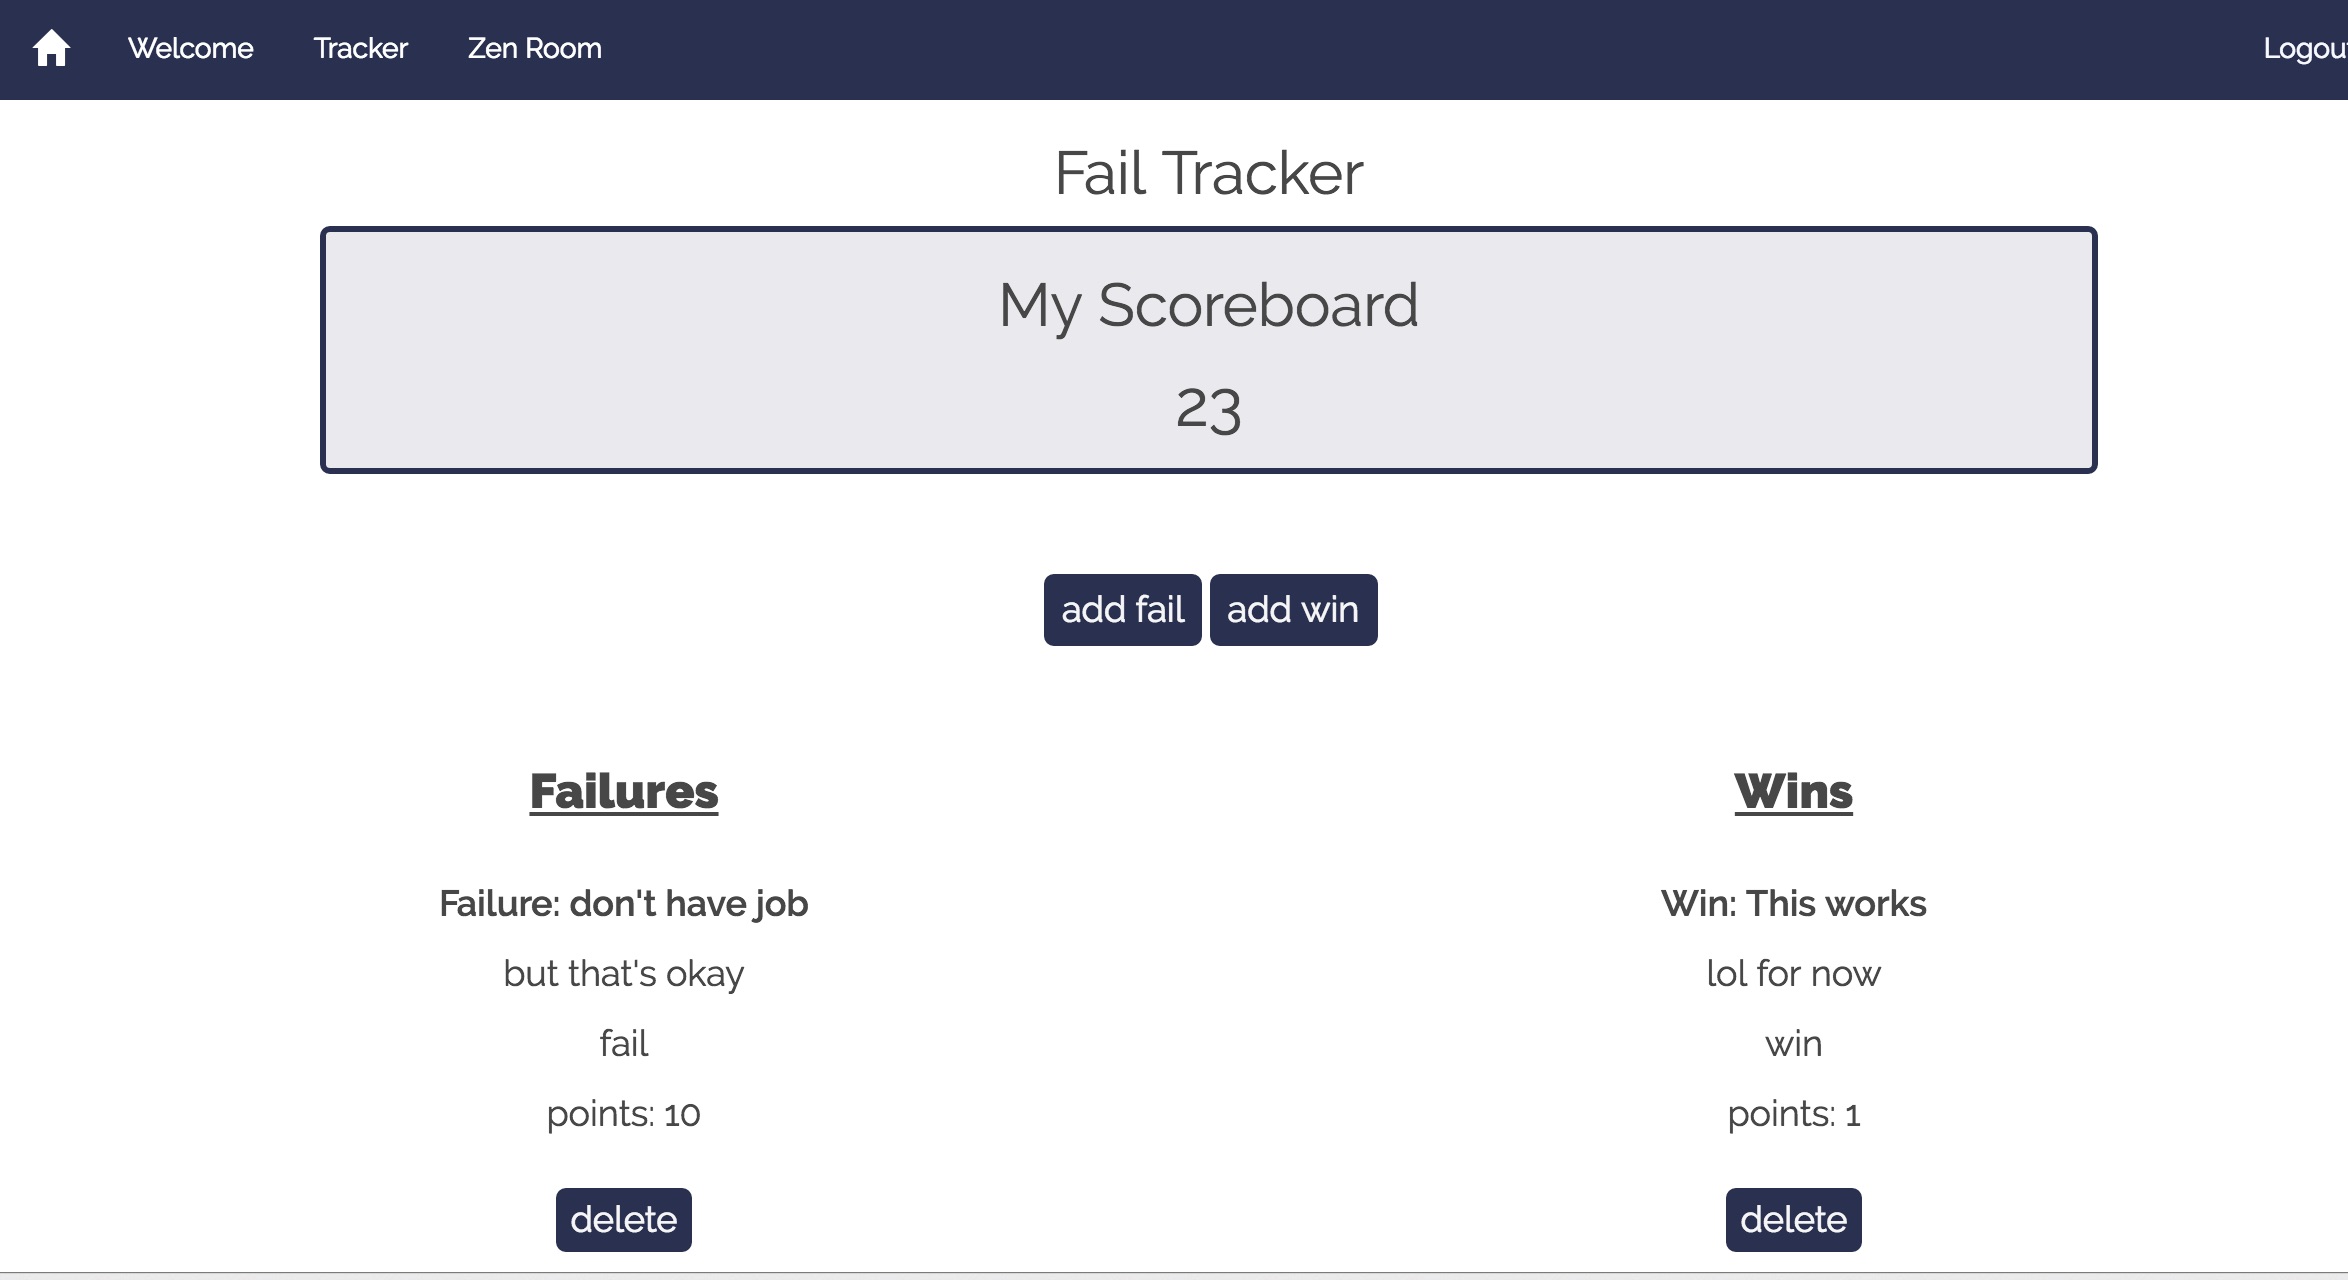 Welcome Tracker Zen Room Logou
Fail Tracker
My Scoreboard
23
add fail add win
Failures Wins
Failure: don't have job Win: This works
but that's okay lol for now
fail win
points: 10 points: 1
delete delete